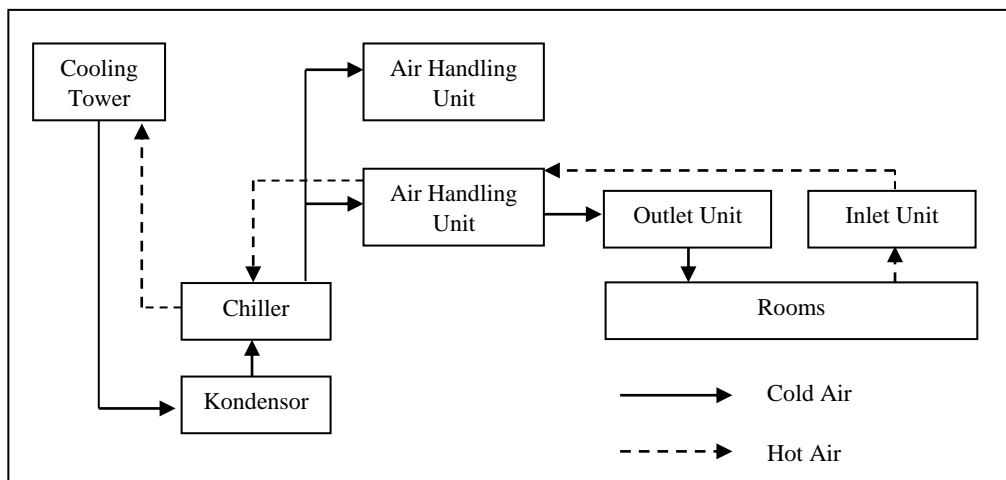 Cooling
Tower
Air Handling
Unit
Air Handling
Unit
Outlet Unit
Inlet Unit
Chiller
Rooms
Kondensor
Cold Air
Hot Air